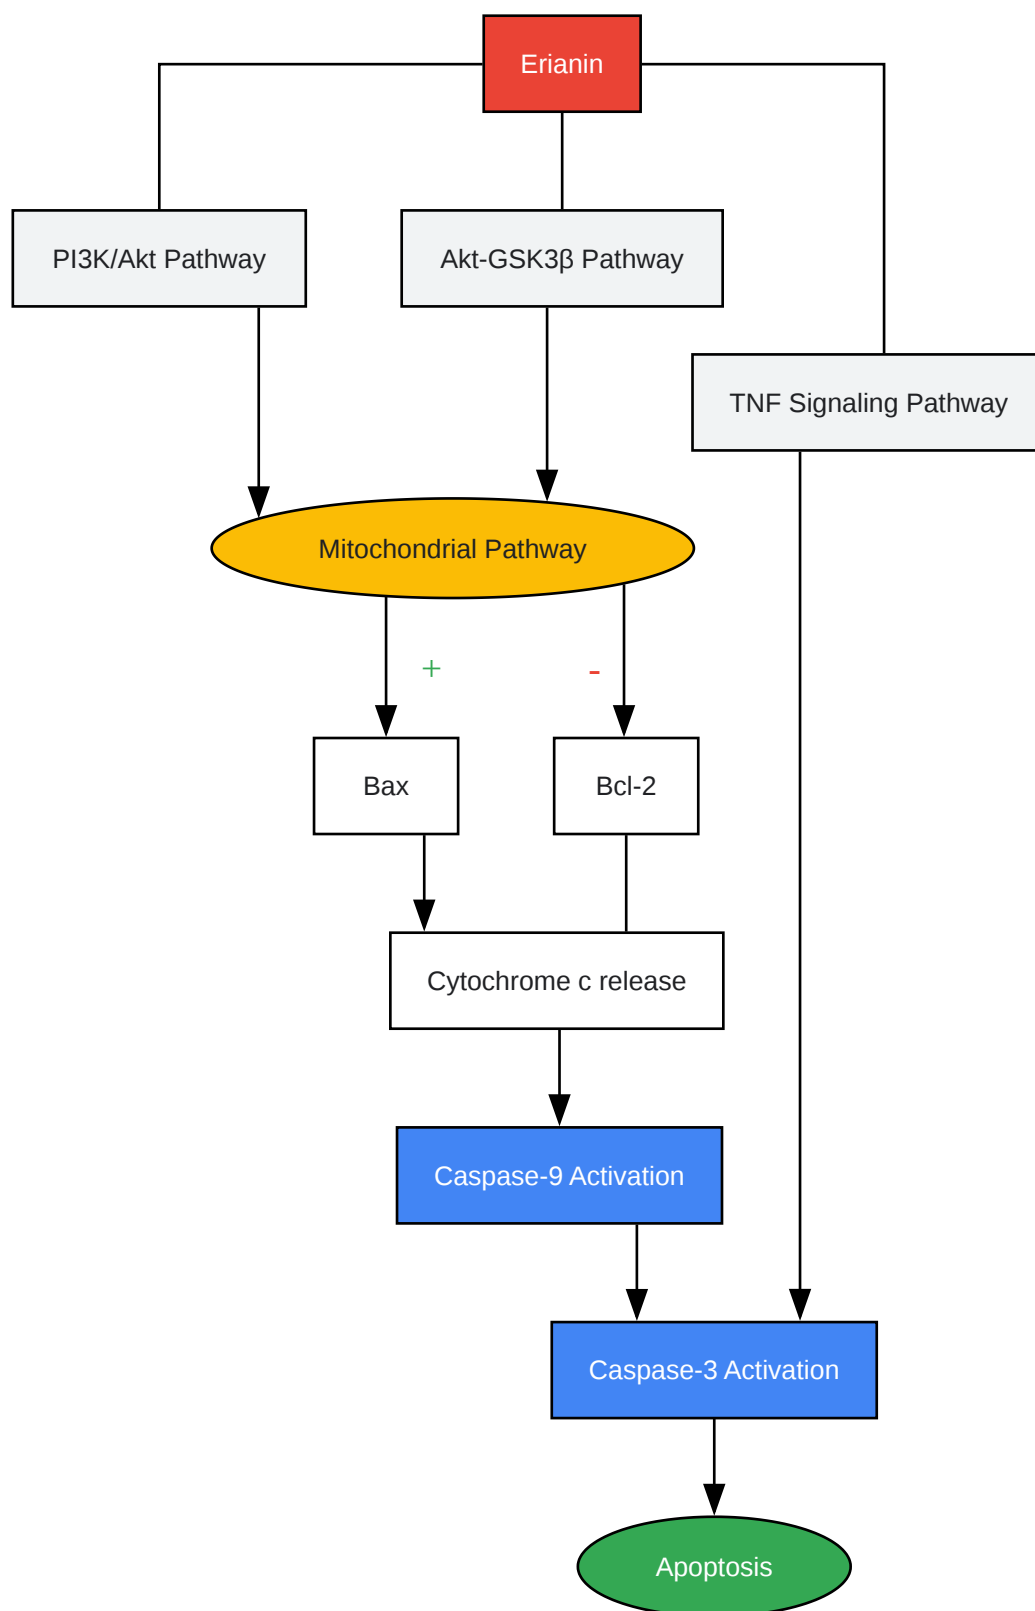 Erianin
PI3K/Akt Pathway
Akt-GSK3β Pathway
TNF Signaling Pathway
Mitochondrial Pathway
+
-
Bax
Bcl-2
Cytochrome c release
Caspase-9 Activation
Caspase-3 Activation
Apoptosis